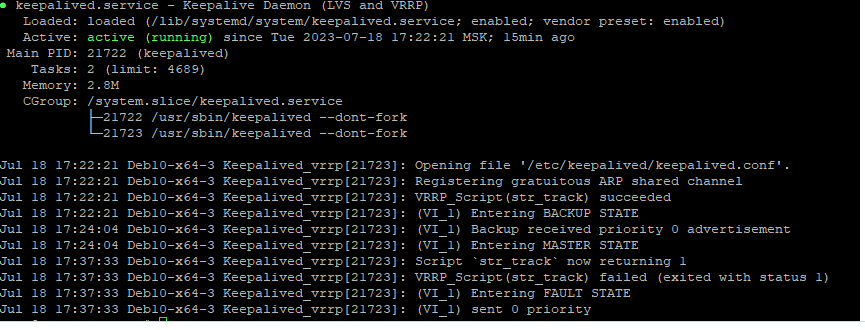 ● keepalived.service - Keepalive Daemon (LVS and VRRP)
Loaded: loaded (/lib/systemd/system/keepalived.service; enabled; vendor preset: enabled)
Active: active (running) since Tue 2023-07-18 17:22:21 MSK; 15min ago
Main PID: 21722 (keepalived)
Tasks: 2 (limit: 4689)
Memory: 2.8M
CGroup: /system.slice/keepalived.service
├─21722 /usr/sbin/keepalived --dont-fork
└─21723 /usr/sbin/keepalived --dont-fork
Jul 18 17:22:21 Deb10-x64-3 Keepalived_vrrp[21723]: Opening file '/etc/keepalived/keepalived.conf'.
Jul 18 17:22:21 Deb10-x64-3 Keepalived_vrrp[21723]: Registering gratuitous ARP shared channel
Jul 18 17:22:21 Deb10-x64-3 Keepalived_vrrp[21723]: VRRP_Script(str_track) succeeded
Jul 18 17:22:21 Deb10-x64-3 Keepalived_vrrp[21723]: (VI_1) Entering BACKUP STATE
Jul 18 17:24:04 Deb10-x64-3 Keepalived_vrrp[21723]: (VI_1) Backup received priority 0 advertisement
Jul 18 17:24:04 Deb10-x64-3 Keepalived_vrrp[21723]: (VI_1) Entering MASTER STATE
Jul 18 17:37:33 Deb10-x64-3 Keepalived_vrrp[21723]: Script `str_track` now returning 1
Jul 18 17:37:33 Deb10-x64-3 Keepalived_vrrp[21723]: VRRP_Script(str_track) failed (exited with status 1)
Jul 18 17:37:33 Deb10-x64-3 Keepalived_vrrp[21723]: (VI_1) Entering FAULT STATE
Jul 18 17:37:33 Deb10-x64-3 Keepalived_vrrp[21723]: (VI_1) sent 0 priority